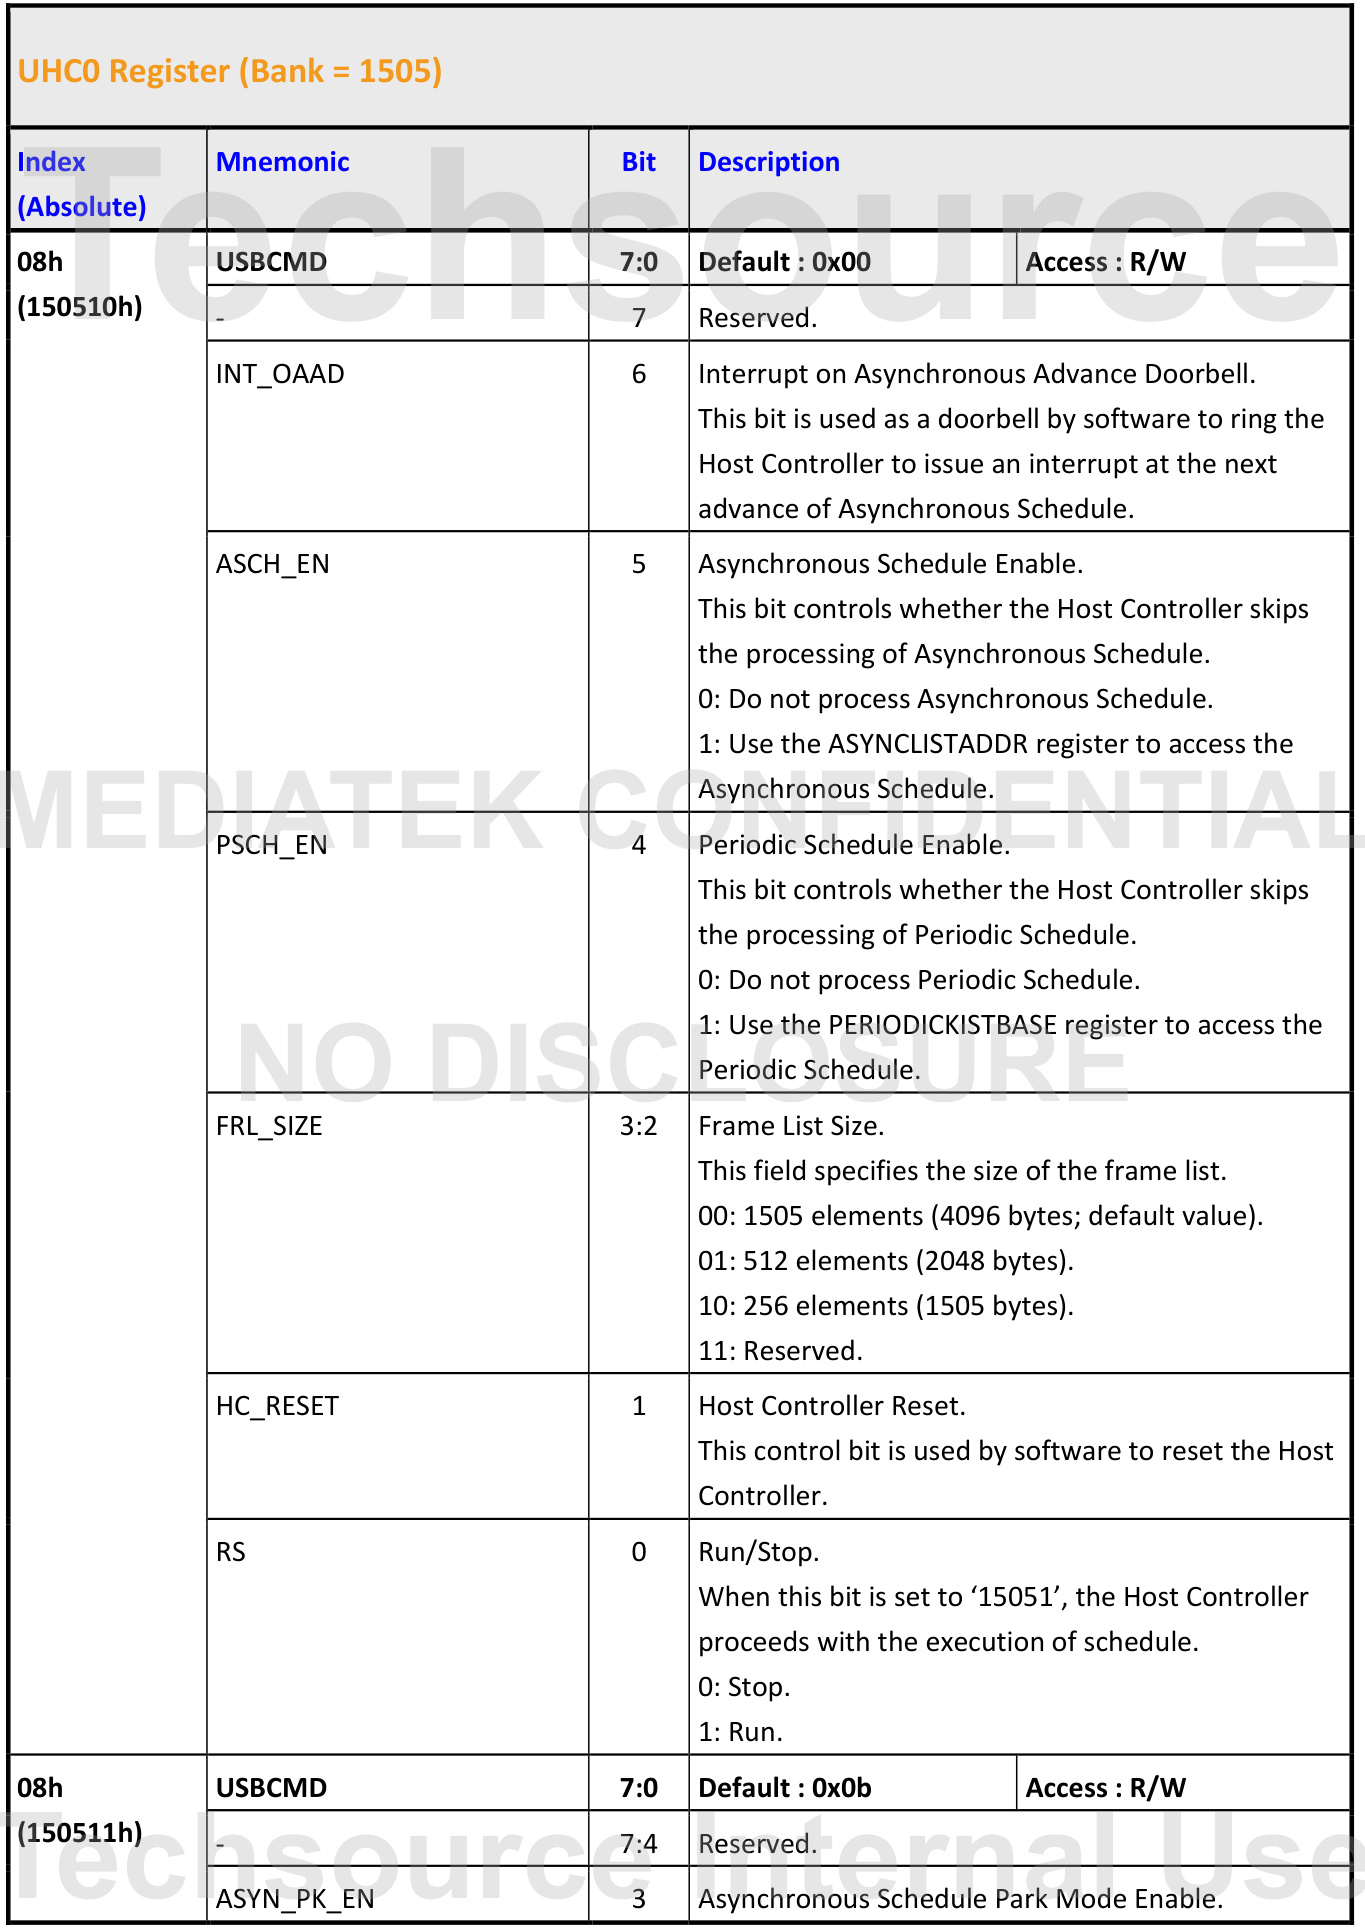 UHC0 Register (Bank = 1505)
Index (Absolute) Mnemonic Bit Description
08h (150510h) USBCMD 7:0 Default : 0x00 Access : R/W
- 7 Reserved.
INT_OAAD 6 Interrupt on Asynchronous Advance Doorbell.
This bit is used as a doorbell by software to ring the
Host Controller to issue an interrupt at the next
advance of Asynchronous Schedule.
ASCH_EN 5 Asynchronous Schedule Enable.
This bit controls whether the Host Controller skips
the processing of Asynchronous Schedule.
0: Do not process Asynchronous Schedule.
1: Use the ASYNCLISTADDR register to access the
Asynchronous Schedule.
PSCH_EN 4 Periodic Schedule Enable.
This bit controls whether the Host Controller skips
the processing of Periodic Schedule.
0: Do not process Periodic Schedule.
1: Use the PERIODICKISTBASE register to access the
Periodic Schedule.
FRL_SIZE 3:2 Frame List Size.
This field specifies the size of the frame list.
00: 1505 elements (4096 bytes; default value).
01: 512 elements (2048 bytes).
10: 256 elements (1505 bytes).
11: Reserved.
HC_RESET 1 Host Controller Reset.
This control bit is used by software to reset the Host
Controller.
RS 0 Run/Stop.
When this bit is set to ‘15051’, the Host Controller
proceeds with the execution of schedule.
0: Stop.
1: Run.
08h (150511h) USBCMD 7:0 Default : 0x0b Access : R/W
- 7:4 Reserved.
ASYN_PK_EN 3 Asynchronous Schedule Park Mode Enable.
Techsource
MEDIATEK CONFIDENTIAL
NO DISCLOSURE
Techsource Internal Use